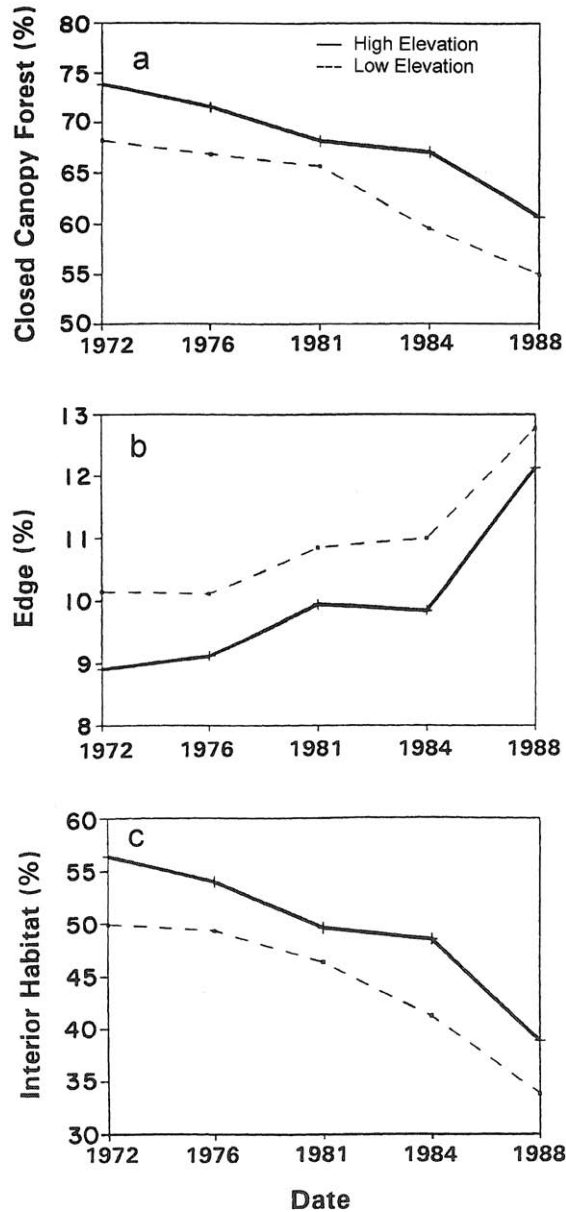 Closed Canopy Forest (%)
80
75
70
65
60
55
50
a
High Elevation
Low Elevation
1972 1976 1981 1984 1988
Edge (%)
13
12
11
10
9
8
b
1972 1976 1981 1984 1988
Interior Habitat (%)
60
55
50
45
40
35
30
c
1972 1976 1981 1984 1988
Date